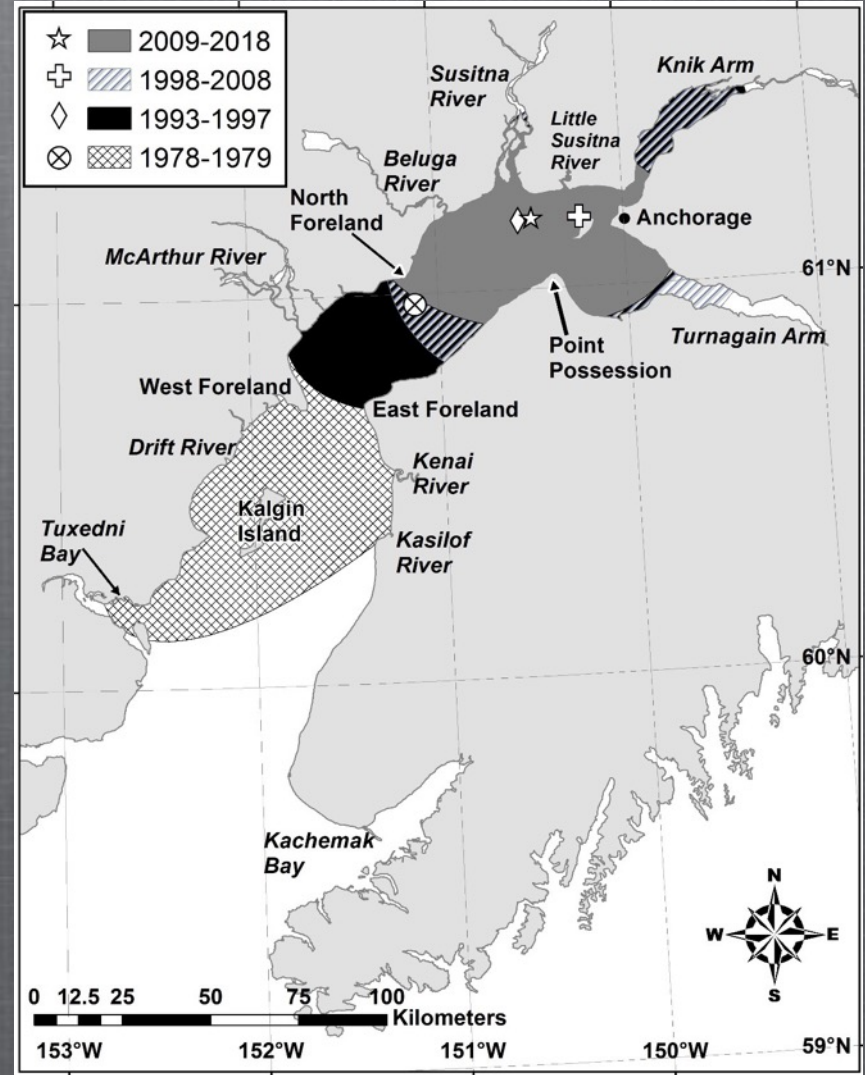 2009-2018
1998-2008
1993-1997
1978-1979
Susitna
River
Knik Arm
Little
Susitna
River
Beluga
River
North
Foreland
Anchorage
McArthur River
61°N
Turnagain Arm
Point
Possession
West Foreland
East Foreland
Drift River
Kenai
River
Kalgin
Island
Tuxedni
Bay
Kasilof
River
60°N
Kachemak
Bay
N
W E
S
0 12.5 25 50 75 100
Kilometers
153°W 152°W 151°W 150°W 59°N